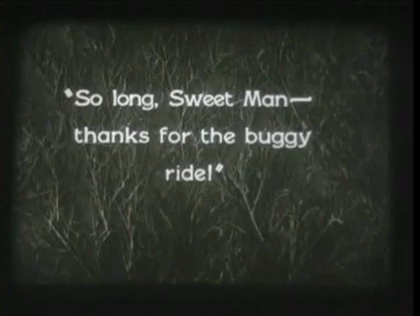 "So long, Sweet Man—
thanks for the buggy
ride!"